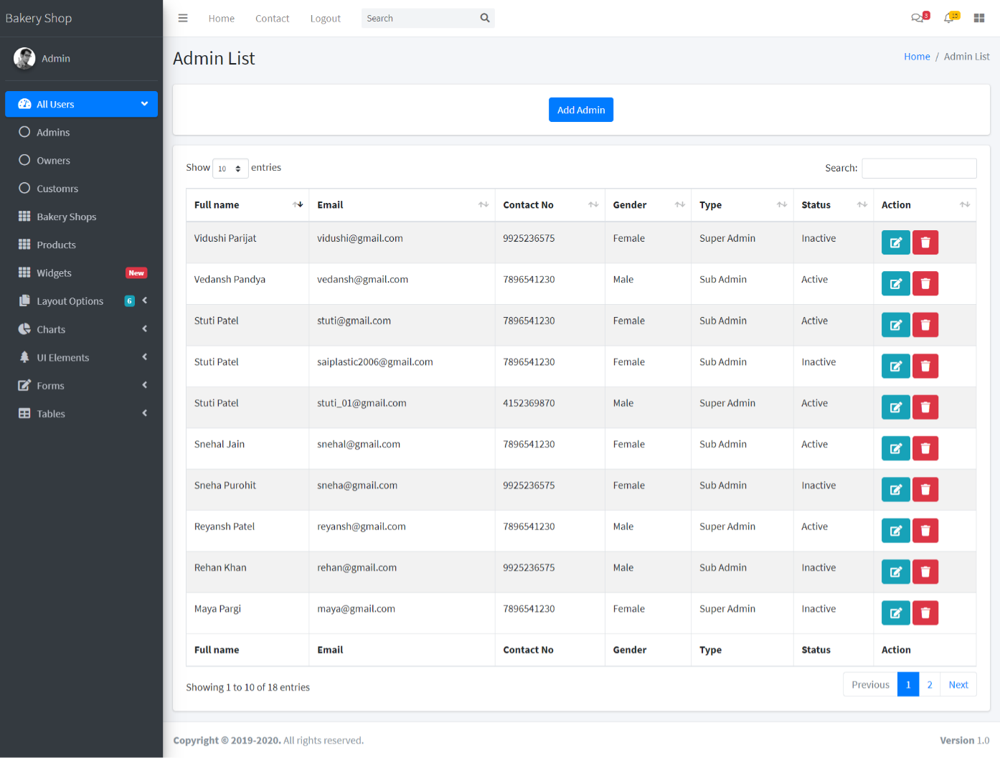 Bakery Shop
Home Contact Logout Search 3 15
Admin
Admin List
Home / Admin List
All Users
Admins
Owners
Customrs
Bakery Shops
Products
Widgets New
Layout Options 6
Charts
UI Elements
Forms
Tables
Add Admin
Show 10 entries Search:
Full name Email Contact No Gender Type Status Action
Vidushi Parijat vidushi@gmail.com 9925236575 Female Super Admin Inactive
Vedansh Pandya vedansh@gmail.com 7896541230 Male Sub Admin Active
Stuti Patel stuti@gmail.com 7896541230 Female Sub Admin Active
Stuti Patel saiplastic2006@gmail.com 7896541230 Female Sub Admin Inactive
Stuti Patel stuti_01@gmail.com 4152369870 Male Super Admin Active
Snehal Jain snehal@gmail.com 7896541230 Female Sub Admin Active
Sneha Purohit sneha@gmail.com 9925236575 Female Sub Admin Inactive
Reyansh Patel reyansh@gmail.com 7896541230 Male Super Admin Active
Rehan Khan rehan@gmail.com 9925236575 Male Sub Admin Inactive
Maya Pargi maya@gmail.com 7896541230 Female Super Admin Inactive
Full name Email Contact No Gender Type Status Action
Showing 1 to 10 of 18 entries Previous 1 2 Next
Copyright © 2019-2020. All rights reserved. Version 1.0